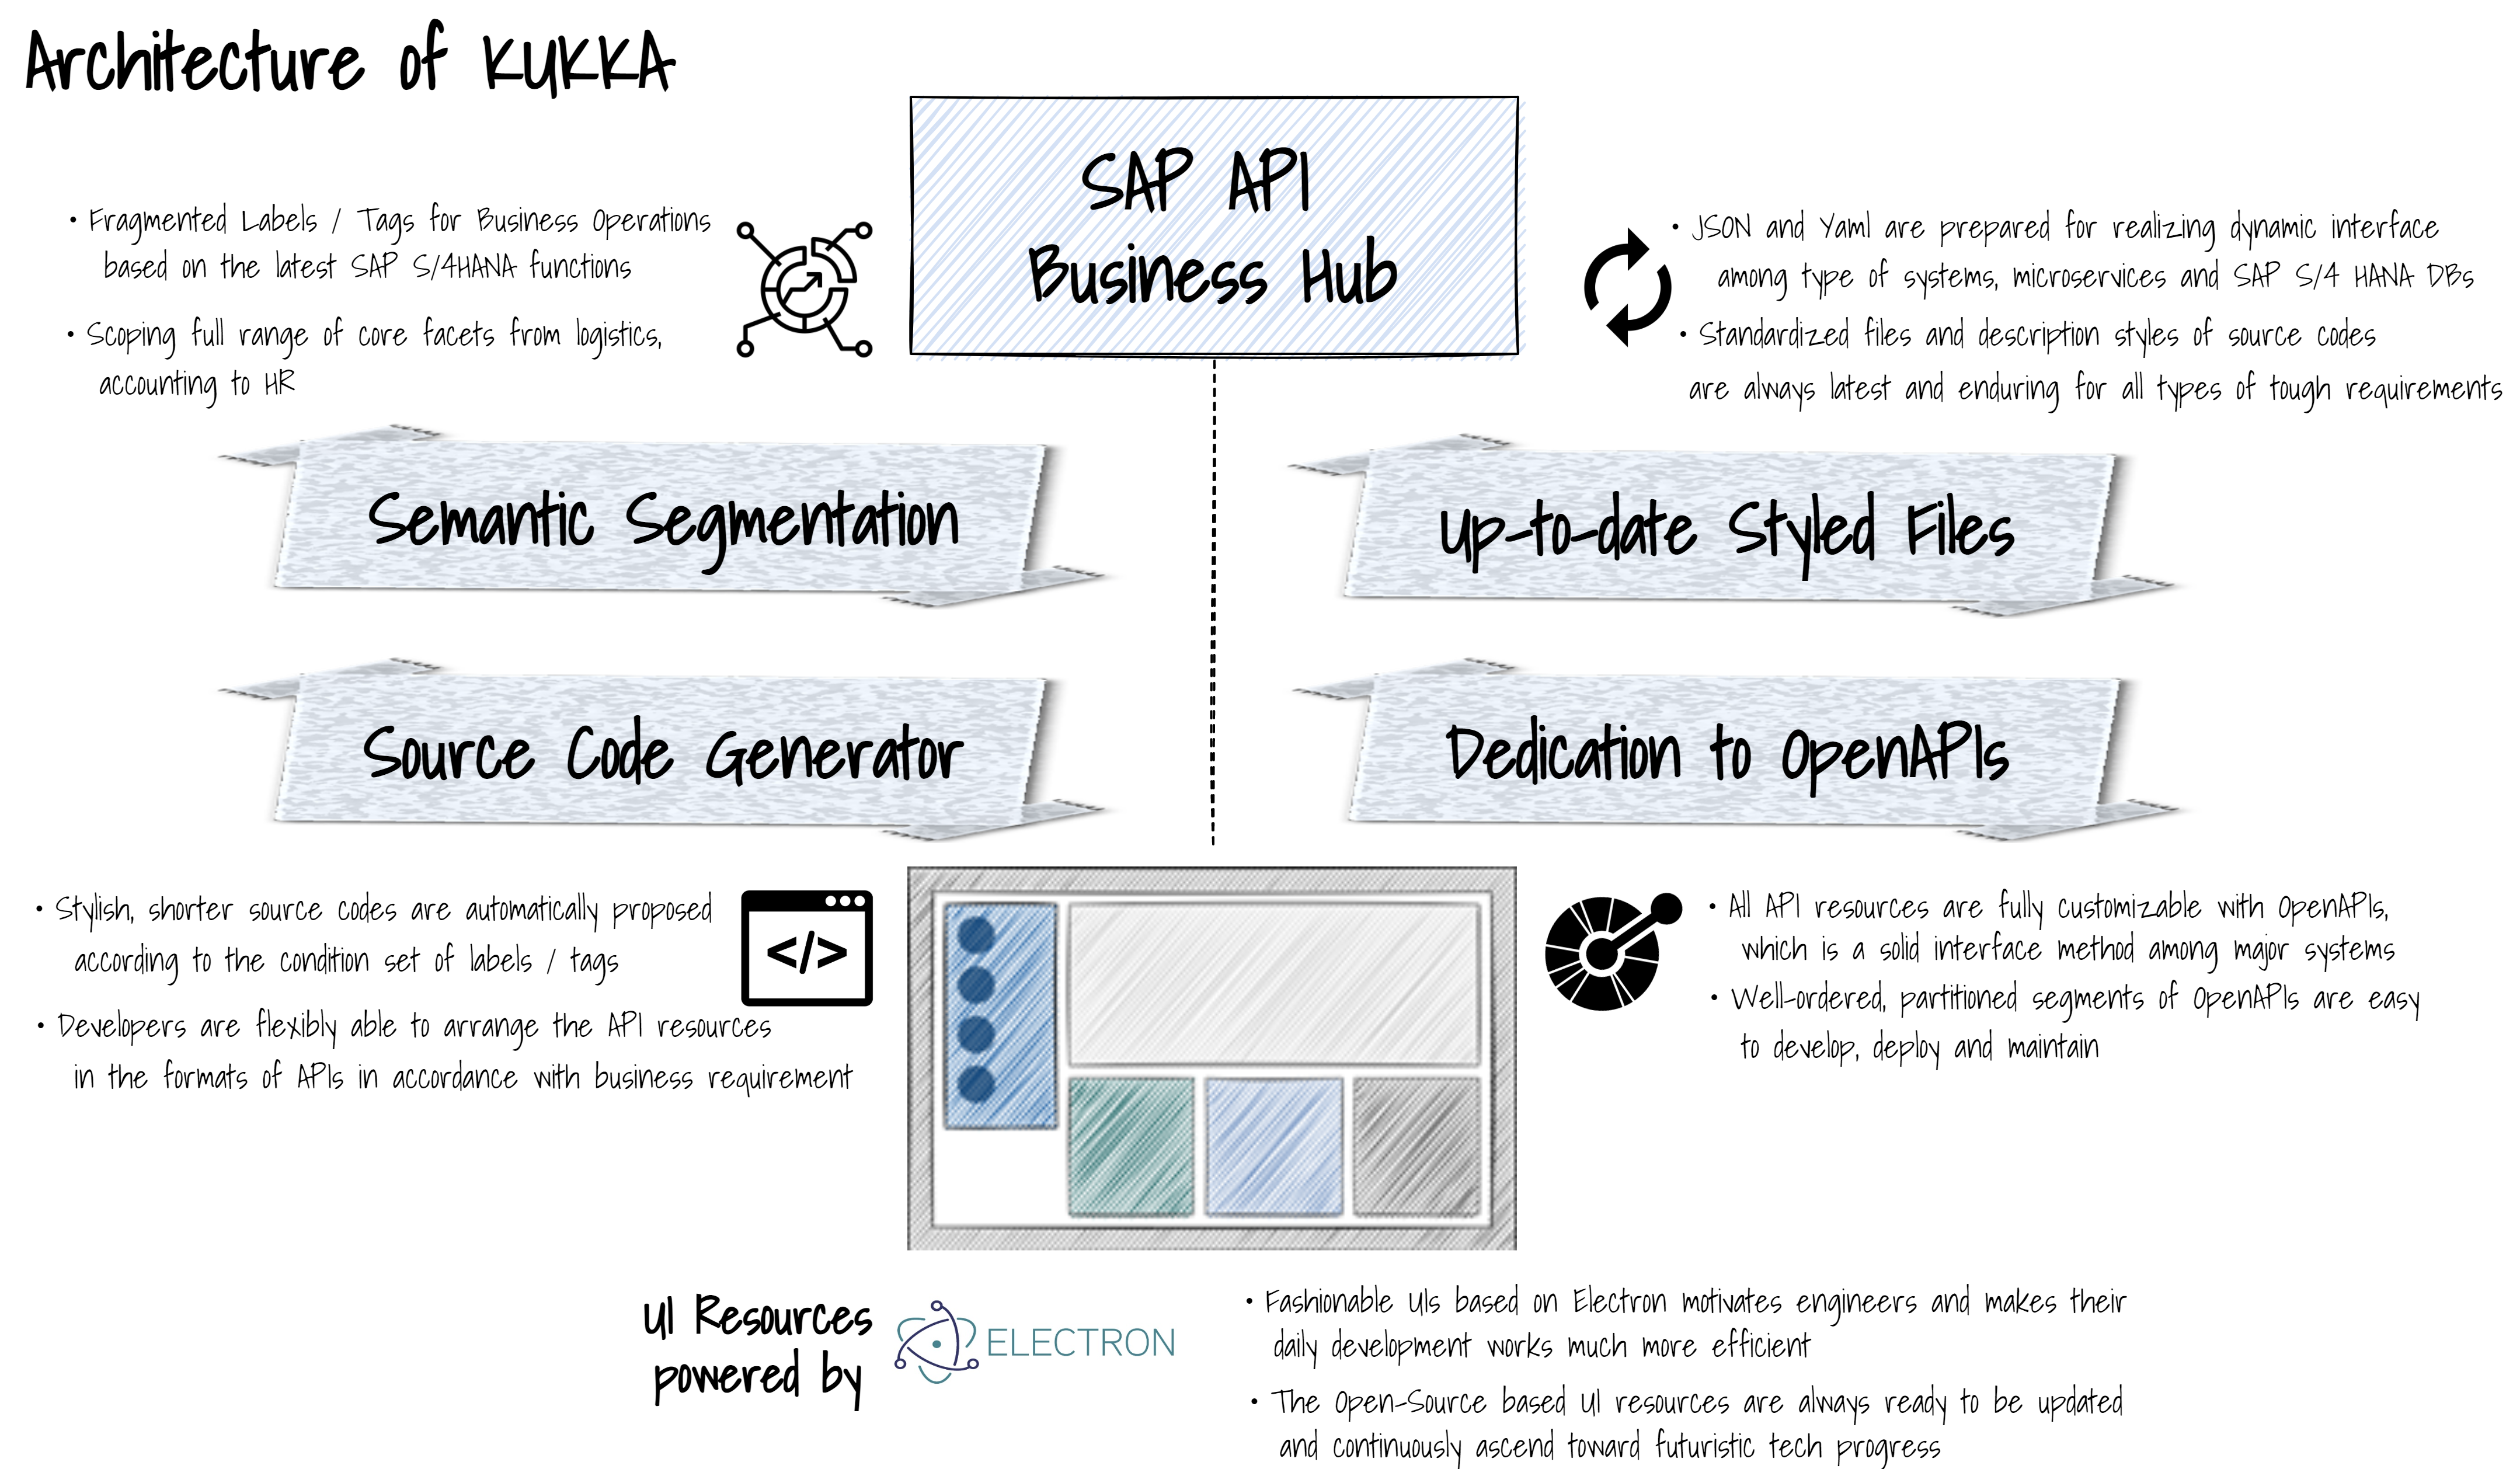 Architecture of KUKKA
SAP API
Business Hub
• Fragmented Labels / Tags for Business Operations
based on the latest SAP S/4HANA functions
• Scoping full range of core facets from logistics,
accounting to HR
• JSON and Yaml are prepared for realizing dynamic interface
among type of systems, microservices and SAP S/4 HANA DBs
• Standardized files and description styles of source codes
are always latest and enduring for all types of tough requirements
Semantic Segmentation
Up-to-date Styled Files
Source Code Generator
Dedication to OpenAPIs
• Stylish, shorter source codes are automatically proposed
according to the condition set of labels / tags
• Developers are flexibly able to arrange the API resources
in the formats of APIs in accordance with business requirement
</>
• All API resources are fully customizable with OpenAPIs,
which is a solid interface method among major systems
• Well-ordered, partitioned segments of OpenAPIs are easy
to develop, deploy and maintain
UI Resources
powered by
ELECTRON
• Fashionable UIs based on Electron motivates engineers and makes their
daily development works much more efficient
• The Open-Source based UI resources are always ready to be updated
and continuously ascend toward futuristic tech progress